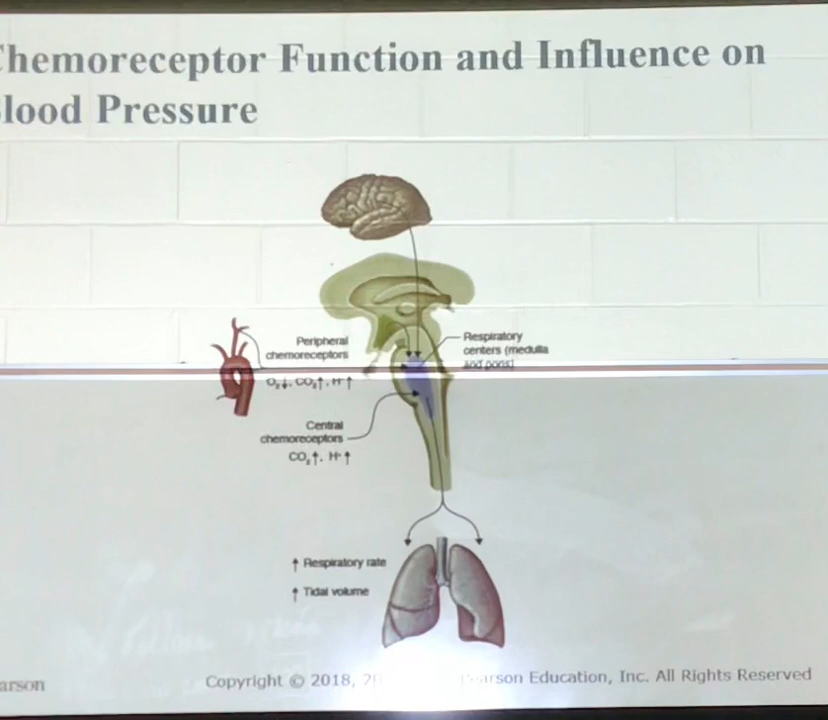 hemoreceptor Function and Influence on
lood Pressure
Peripheral
chemoreceptors
O₂↓, CO₂↑, H⁺↑
Respiratory
centers (medulla
and pons)
Central
chemoreceptors
CO₂↑, H⁺↑
↑ Respiratory rate
↑ Tidal volume
arson
Copyright © 2018, arson Education, Inc. All Rights Reserved